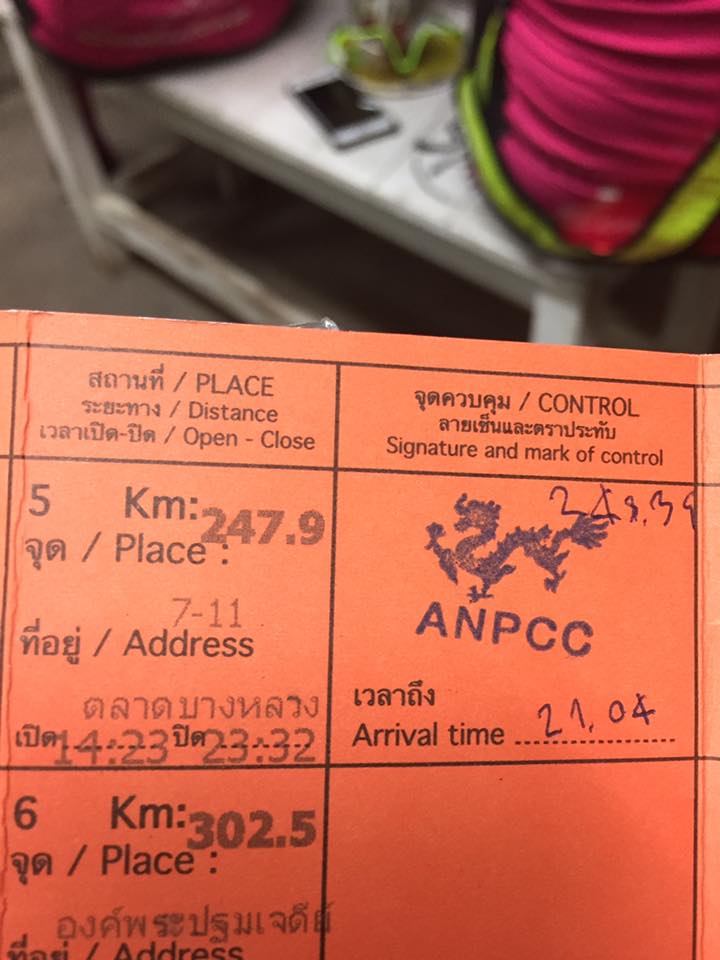 สถานที่ / PLACE
ระยะทาง / Distance
เวลาเปิด-ปิด / Open - Close
จุดควบคุม / CONTROL
ลายเซ็นและตราประทับ
Signature and mark of control
5 Km: 247.9
จุด / Place :
7-11
ที่อยู่ / Address
ตลาดบางหลวง
เปิด 14:23 ปิด 23:32
ANPCC
เวลาถึง
Arrival time 21.04
6 Km: 302.5
จุด / Place :
องค์พระปฐมเจดีย์
ที่อยู่ / Address